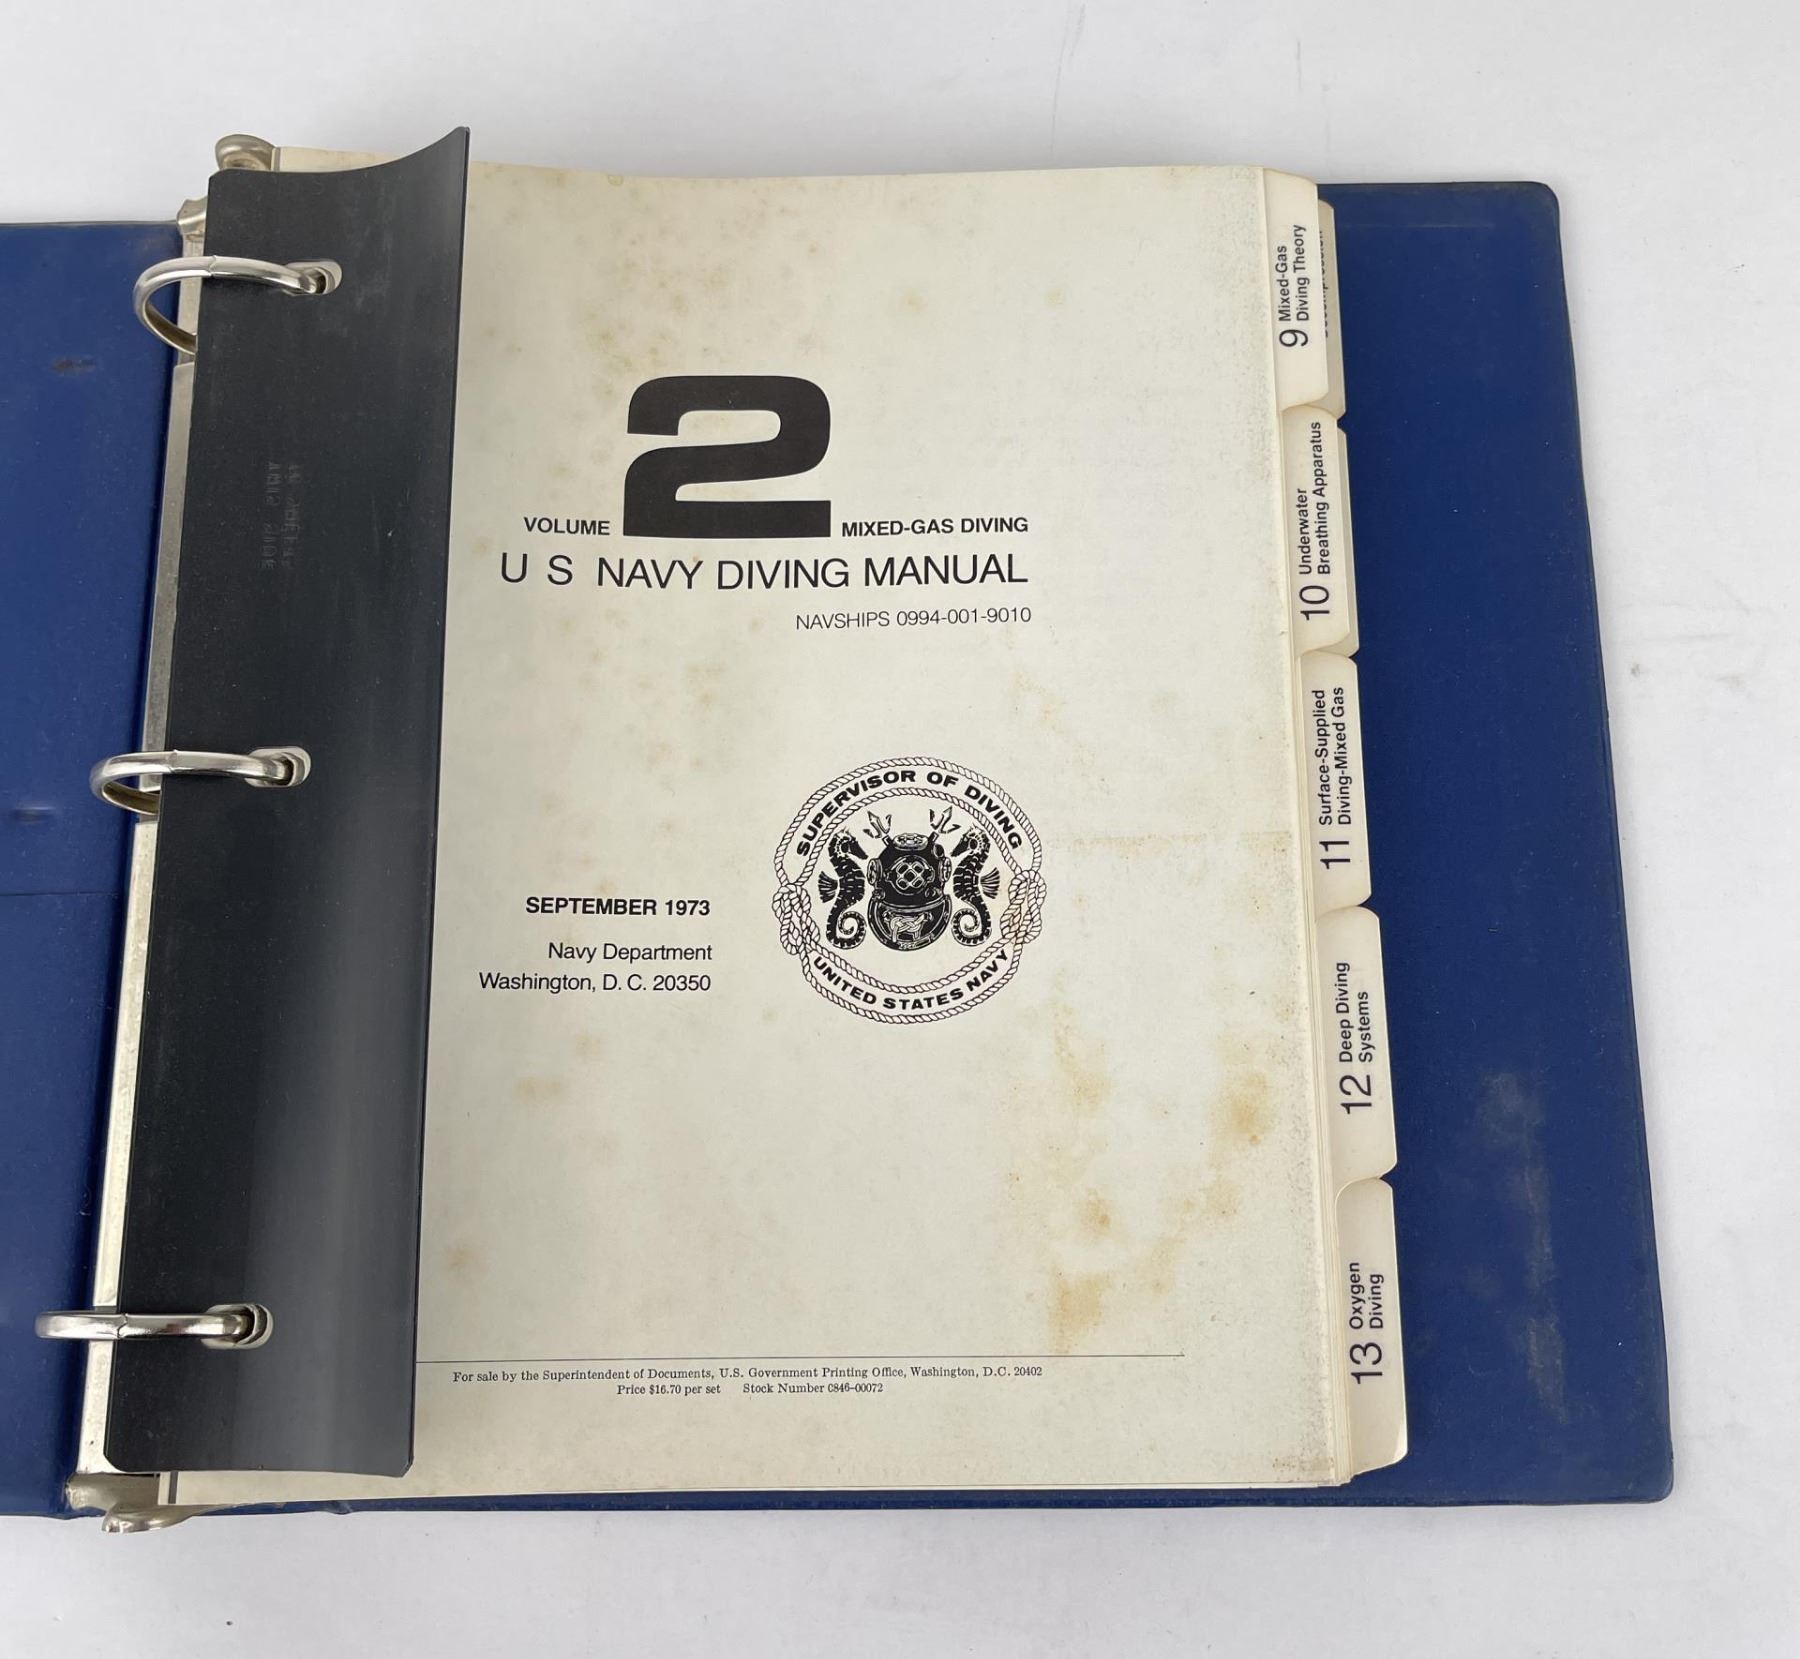 VOLUME 2 MIXED-GAS DIVING
U S NAVY DIVING MANUAL
NAVSHIPS 0994-001-9010
SUPERVISOR OF DIVING
UNITED STATES NAVY
SEPTEMBER 1973
Navy Department
Washington, D. C. 20350
For sale by the Superintendent of Documents, U.S. Government Printing Office, Washington, D.C. 20402
Price $16.70 per set Stock Number 0846-00072
9 Mixed-Gas
Diving Theory
10 Underwater
Breathing Apparatus
11 Surface-Supplied
Diving-Mixed Gas
12 Deep Diving
Systems
13 Oxygen
Diving